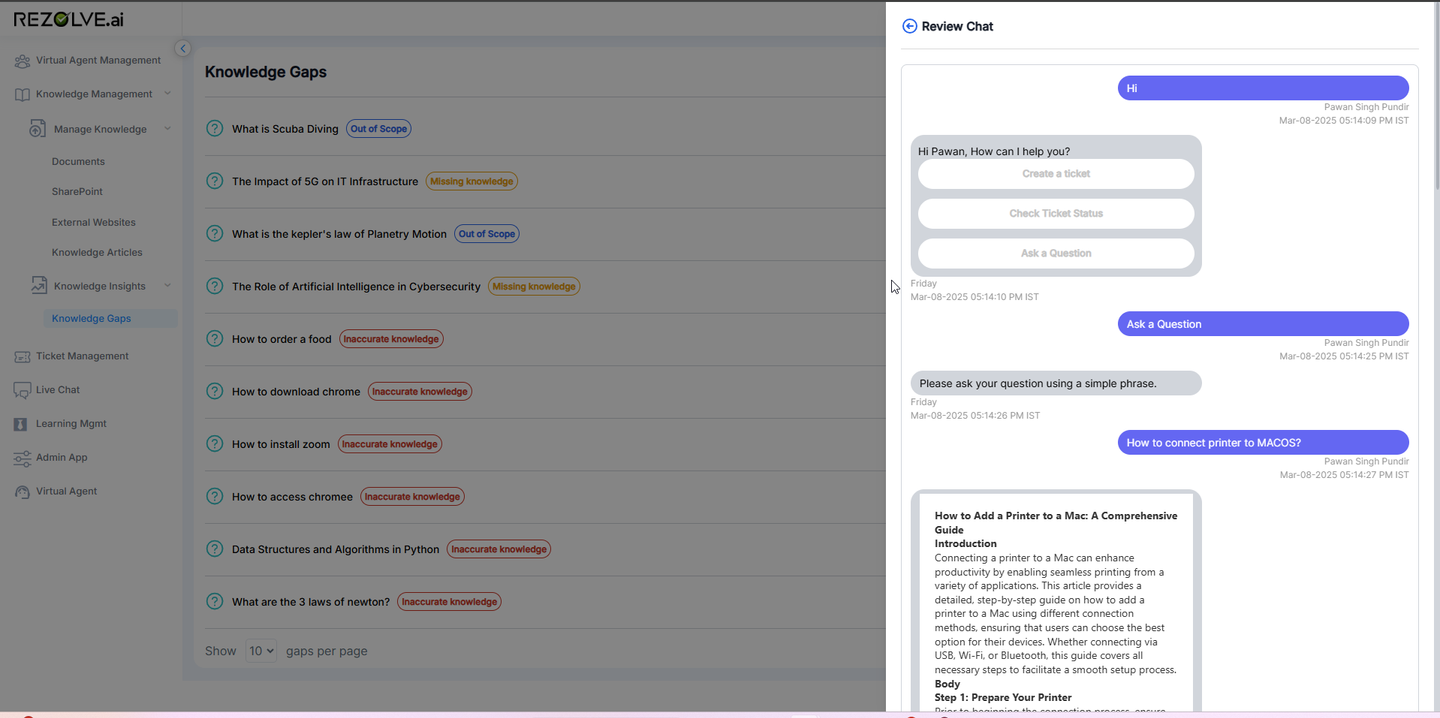 REZOLVE.ai
Virtual Agent Management
Knowledge Management
Manage Knowledge
Documents
SharePoint
External Websites
Knowledge Articles
Knowledge Insights
Knowledge Gaps
Ticket Management
Live Chat
Learning Mgmt
Admin App
Virtual Agent
Knowledge Gaps
What is Scuba Diving Out of Scope
The Impact of 5G on IT Infrastructure Missing knowledge
What is the kepler's law of Planetry Motion Out of Scope
The Role of Artificial Intelligence in Cybersecurity Missing knowledge
How to order a food Inaccurate knowledge
How to download chrome Inaccurate knowledge
How to install zoom Inaccurate knowledge
How to access chromee Inaccurate knowledge
Data Structures and Algorithms in Python Inaccurate knowledge
What are the 3 laws of newton? Inaccurate knowledge
Show 10 gaps per page
Review Chat
Hi
Pawan Singh Pundir
Mar-08-2025 05:14:09 PM IST
Hi Pawan, How can I help you?
Create a ticket
Check Ticket Status
Ask a Question
Friday
Mar-08-2025 05:14:10 PM IST
Ask a Question
Pawan Singh Pundir
Mar-08-2025 05:14:25 PM IST
Please ask your question using a simple phrase.
Friday
Mar-08-2025 05:14:26 PM IST
How to connect printer to MACOS?
Pawan Singh Pundir
Mar-08-2025 05:14:27 PM IST
How to Add a Printer to a Mac: A Comprehensive
Guide
Introduction
Connecting a printer to a Mac can enhance
productivity by enabling seamless printing from a
variety of applications. This article provides a
detailed, step-by-step guide on how to add a
printer to a Mac using different connection
methods, ensuring that users can choose the best
option for their devices. Whether connecting via
USB, Wi-Fi, or Bluetooth, this guide covers all
necessary steps to facilitate a smooth setup process.
Body
Step 1: Prepare Your Printer
Prior to beginning the connection process, ensure